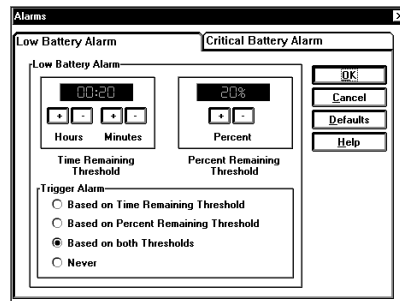 Alarms
Low Battery Alarm
Critical Battery Alarm
Low Battery Alarm
00:20
+ - + -
Hours Minutes
Time Remaining
Threshold
20%
+ -
Percent
Percent Remaining
Threshold
Trigger Alarm
Based on Time Remaining Threshold
Based on Percent Remaining Threshold
Based on both Thresholds
Never
OK
Cancel
Defaults
Help